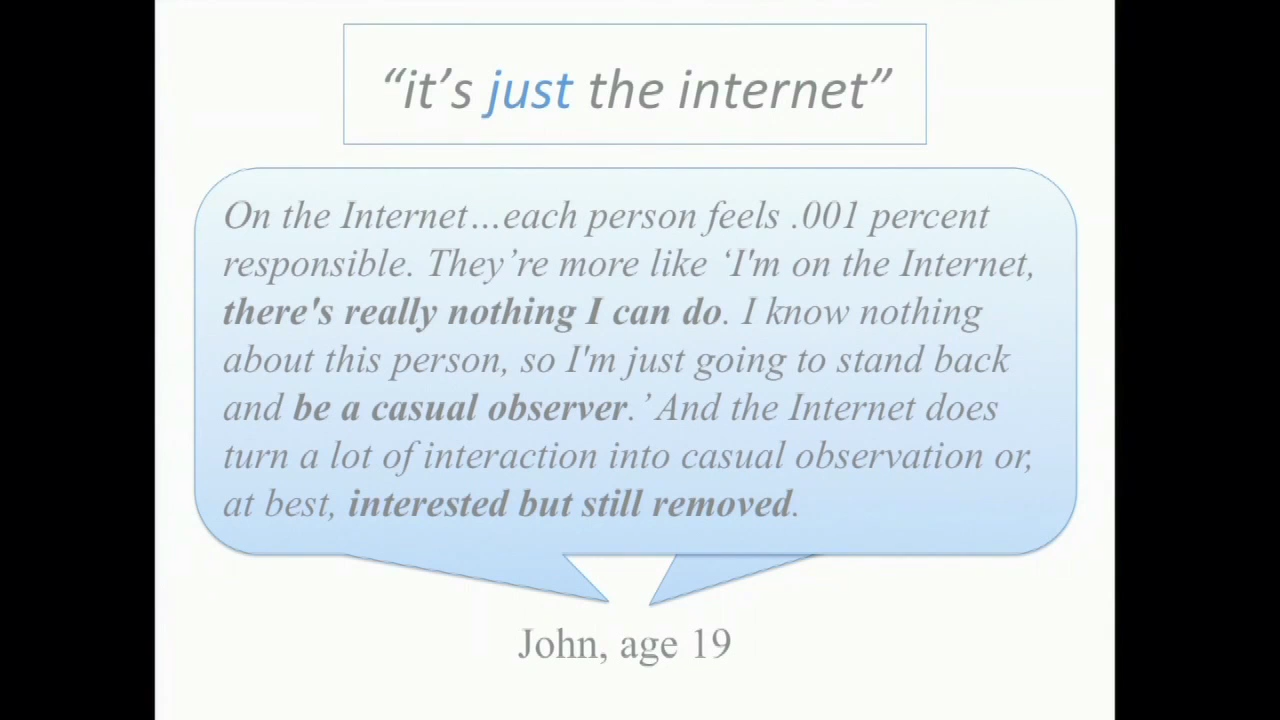 “it’s just the internet”
On the Internet…each person feels .001 percent
responsible. They’re more like ‘I'm on the Internet,
there's really nothing I can do. I know nothing
about this person, so I'm just going to stand back
and be a casual observer.’ And the Internet does
turn a lot of interaction into casual observation or,
at best, interested but still removed.
John, age 19